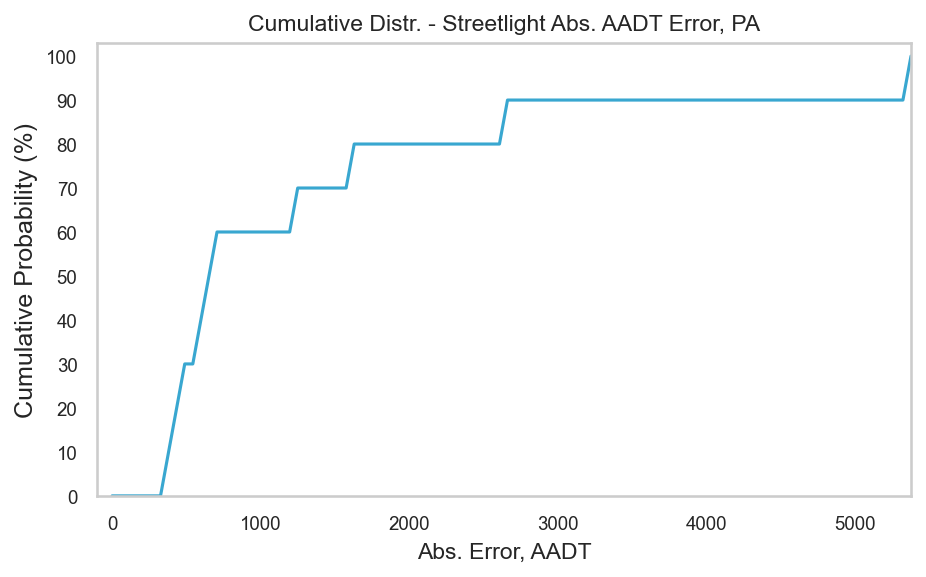 Cumulative Distr. - Streetlight Abs. AADT Error, PA
Cumulative Probability (%)
100
90
80
70
60
50
40
30
20
10
0
0 1000 2000 3000 4000 5000
Abs. Error, AADT